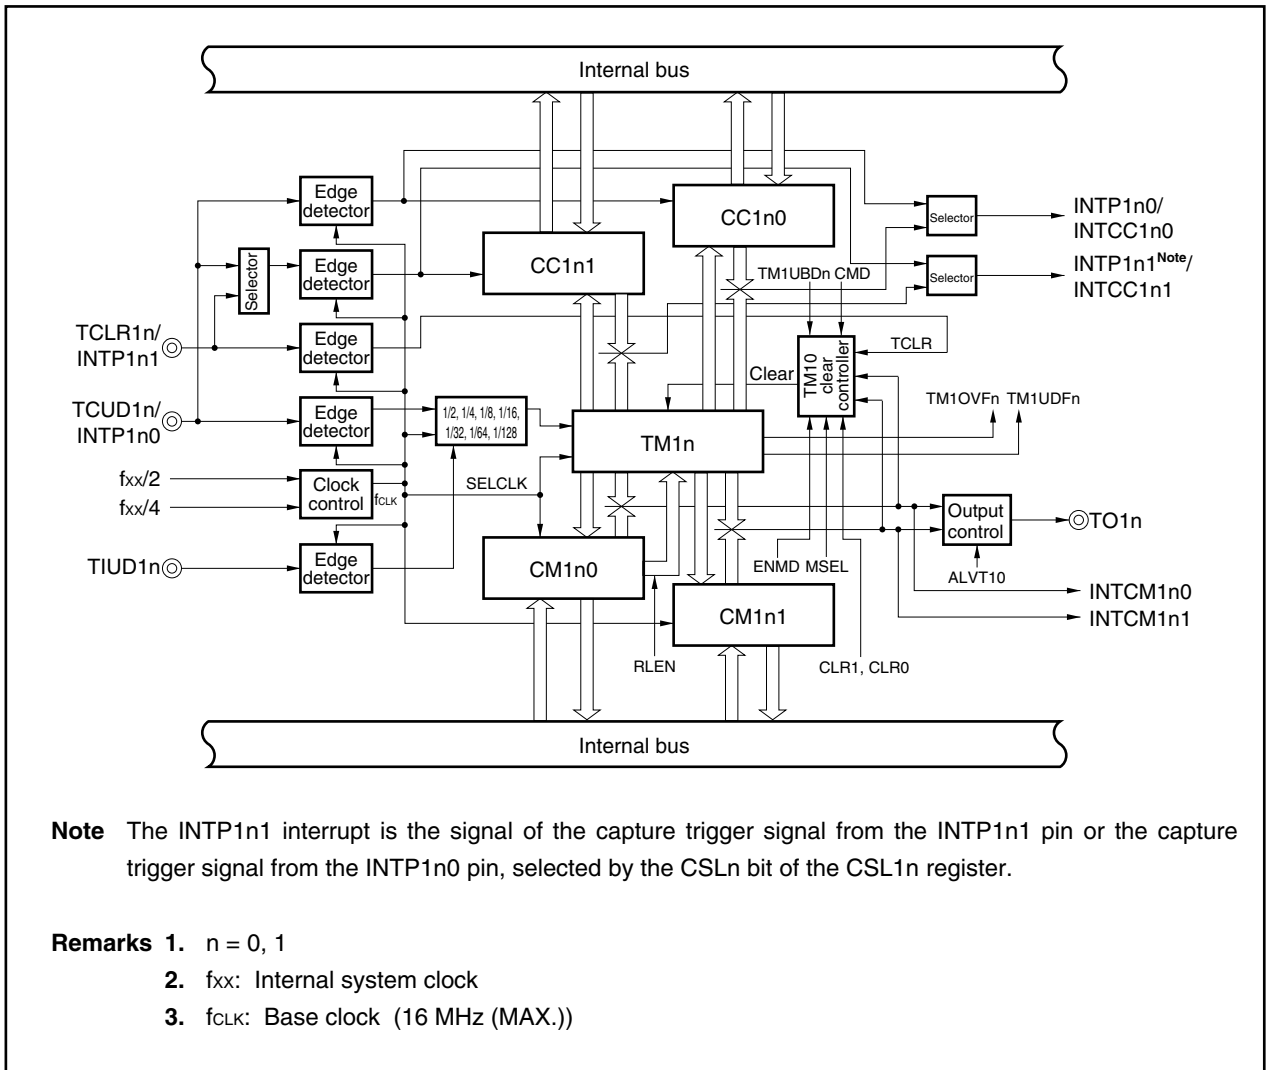 Internal bus
Edge
detector
CC1n0
Selector
INTP1n0/
INTCC1n0
CC1n1
Selector
Edge
detector
TM1UBDn CMD
Selector
INTP1n1Note/
INTCC1n1
TCLR1n/
INTP1n1
Edge
detector
TM10
clear
controller
TCLR
Clear
TCUD1n/
INTP1n0
Edge
detector
1/2, 1/4, 1/8, 1/16,
1/32, 1/64, 1/128
TM1n
TM1OVFn TM1UDFn
fxx/2
fxx/4
Clock
control
fCLK
SELCLK
Output
control
TO1n
TIUD1n
Edge
detector
CM1n0
ENMD MSEL
ALVT10
INTCM1n0
CM1n1
INTCM1n1
RLEN
CLR1, CLR0
Internal bus
Note The INTP1n1 interrupt is the signal of the capture trigger signal from the INTP1n1 pin or the capture
trigger signal from the INTP1n0 pin, selected by the CSLn bit of the CSL1n register.
Remarks 1. n = 0, 1
2. fxx: Internal system clock
3. fCLK: Base clock (16 MHz (MAX.))